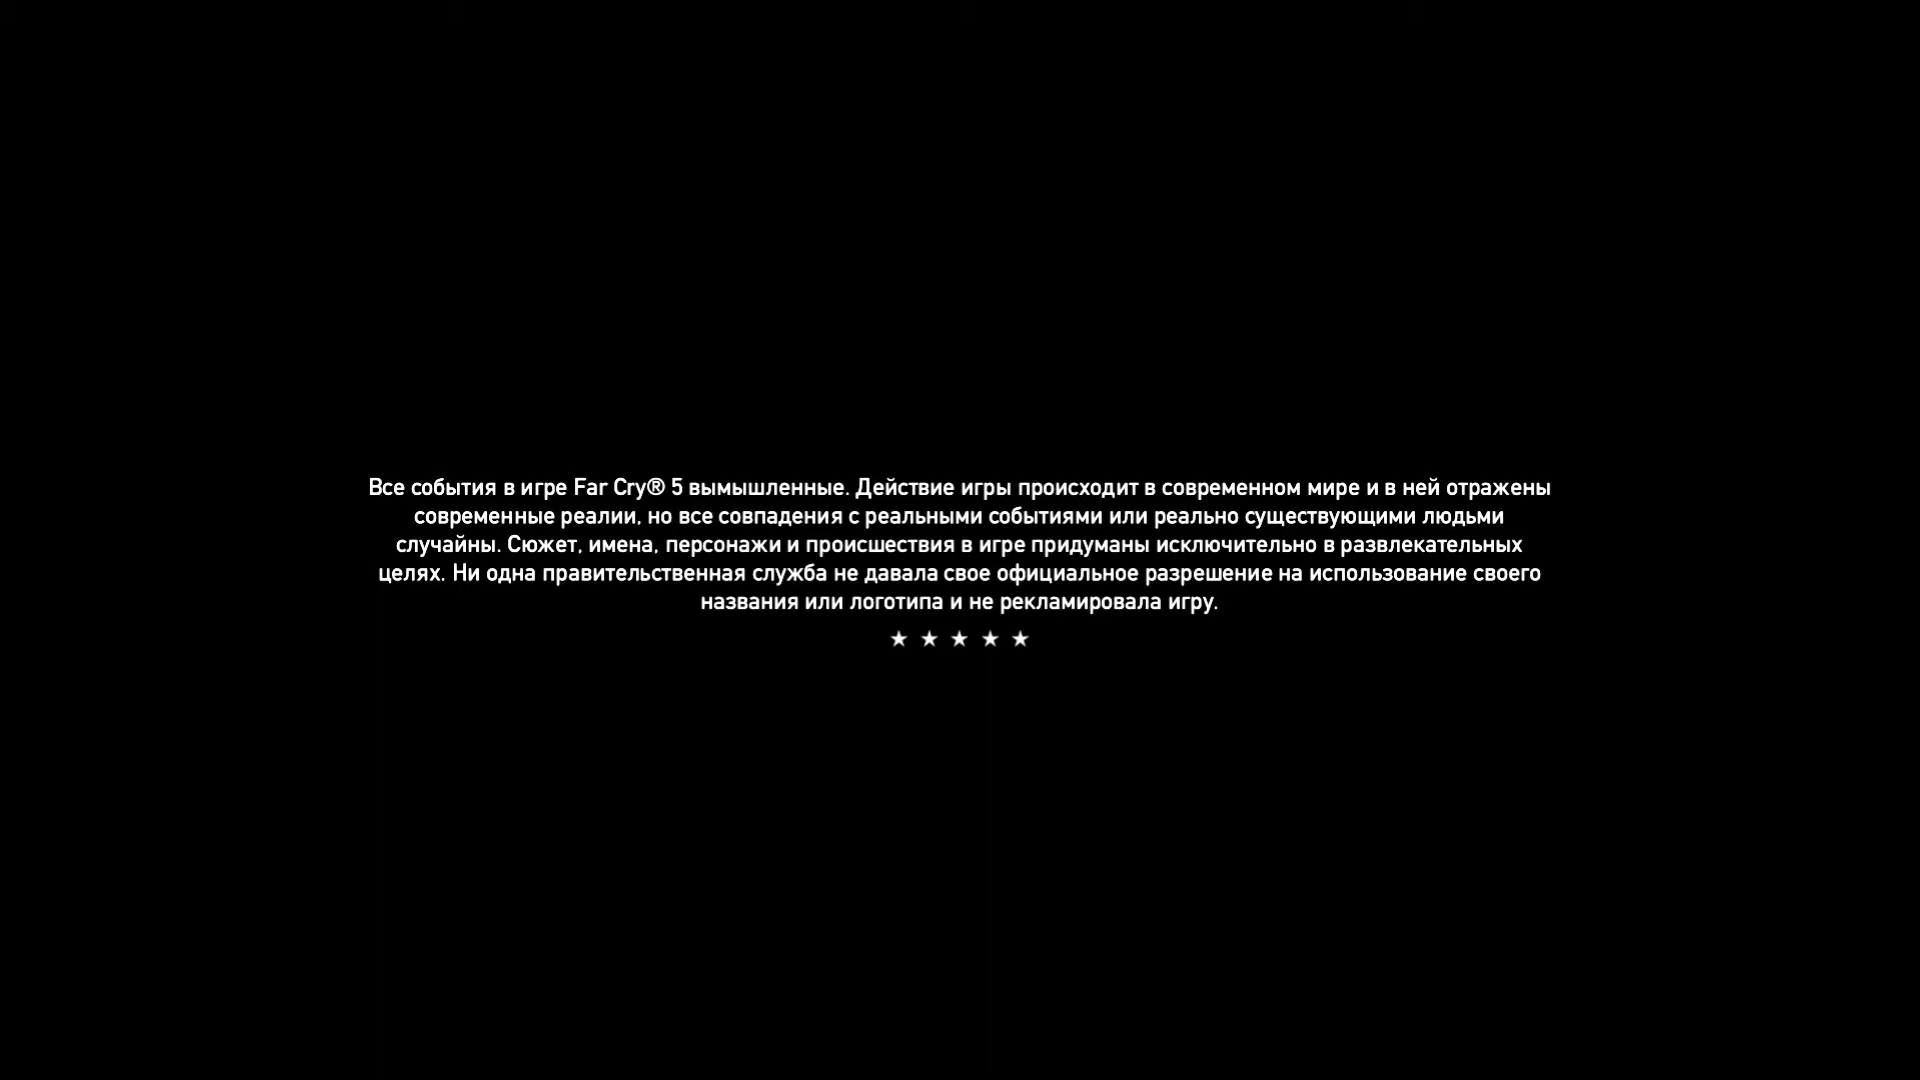 Все события в игре Far Cry® 5 вымышленные. Действие игры происходит в современном мире и в ней отражены
современные реалии, но все совпадения с реальными событиями или реально существующими людьми
случайны. Сюжет, имена, персонажи и происшествия в игре придуманы исключительно в развлекательных
целях. Ни одна правительственная служба не давала свое официальное разрешение на использование своего
названия или логотипа и не рекламировала игру.
★ ★ ★ ★ ★